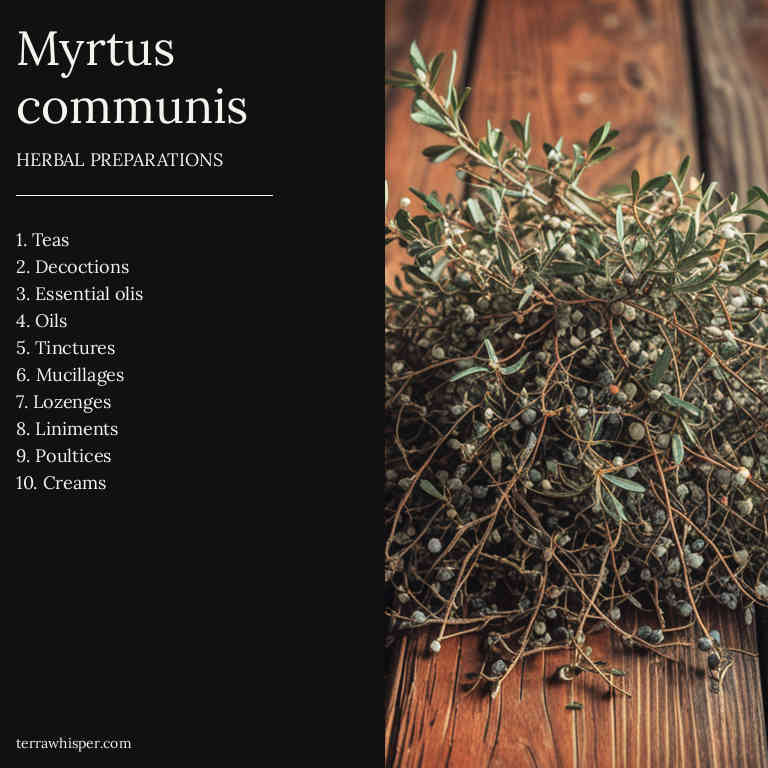 Myrtus
communis
HERBAL PREPARATIONS
1. Teas
2. Decoctions
3. Essential olis
4. Oils
5. Tinctures
6. Mucillages
7. Lozenges
8. Liniments
9. Poultices
10. Creams
terrawhisper.com